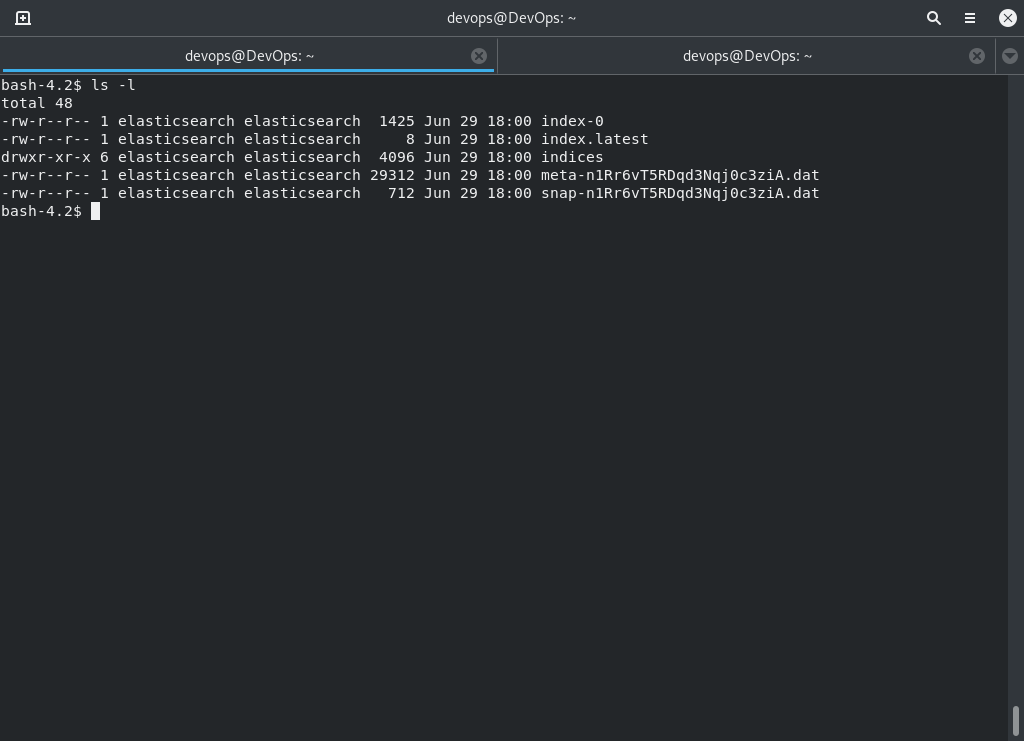 devops@DevOps: ~
devops@DevOps: ~
devops@DevOps: ~
bash-4.2$ ls -l
total 48
-rw-r--r-- 1 elasticsearch elasticsearch  1425 Jun 29 18:00 index-0
-rw-r--r-- 1 elasticsearch elasticsearch     8 Jun 29 18:00 index.latest
drwxr-xr-x 6 elasticsearch elasticsearch  4096 Jun 29 18:00 indices
-rw-r--r-- 1 elasticsearch elasticsearch 29312 Jun 29 18:00 meta-n1Rr6vT5RDqd3Nqj0c3ziA.dat
-rw-r--r-- 1 elasticsearch elasticsearch   712 Jun 29 18:00 snap-n1Rr6vT5RDqd3Nqj0c3ziA.dat
bash-4.2$